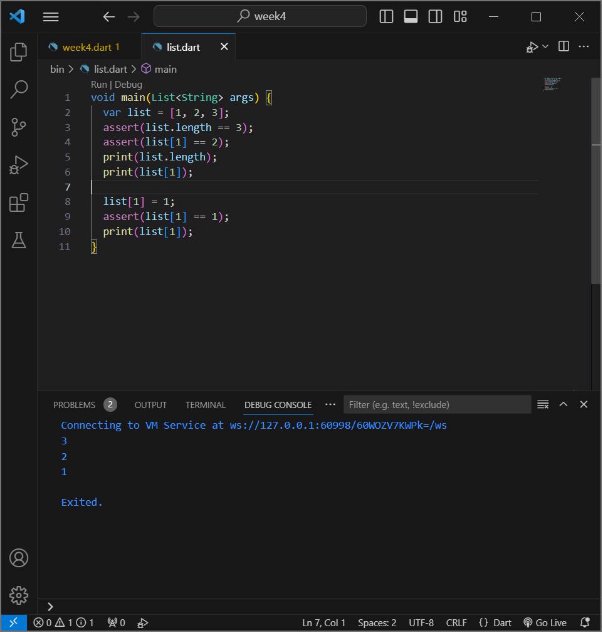 week4
week4.dart 1
list.dart
bin > list.dart > main
Run | Debug
1 void main(List<String> args) {
2 var list = [1, 2, 3];
3 assert(list.length == 3);
4 assert(list[1] == 2);
5 print(list.length);
6 print(list[1]);
7
8 list[1] = 1;
9 assert(list[1] == 1);
10 print(list[1]);
11 }
PROBLEMS 2 OUTPUT TERMINAL DEBUG CONSOLE ... Filter (e.g. text, !exclude)
Connecting to VM Service at ws://127.0.0.1:60998/60WOZV7KWPk=/ws
3
2
1
Exited.
>
0 1 1 0 Ln 7, Col 1 Spaces: 2 UTF-8 CRLF {} Dart Go Live